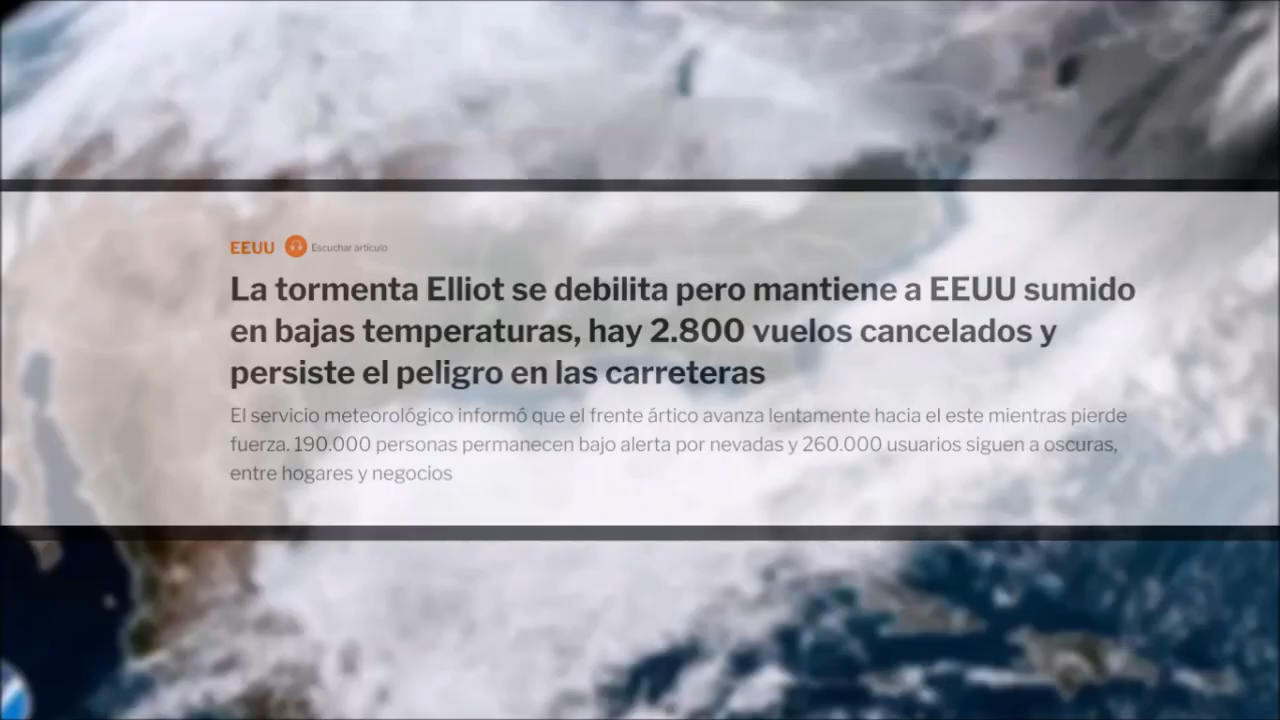 EEUU Escuchar artículo
La tormenta Elliot se debilita pero mantiene a EEUU sumido
en bajas temperaturas, hay 2.800 vuelos cancelados y
persiste el peligro en las carreteras
El servicio meteorológico informó que el frente ártico avanza lentamente hacia el este mientras pierde
fuerza. 190.000 personas permanecen bajo alerta por nevadas y 260.000 usuarios siguen a oscuras,
entre hogares y negocios